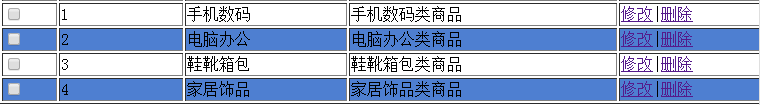 1 手机数码 手机数码类商品 修改|删除
2 电脑办公 电脑办公类商品 修改|删除
3 鞋靴箱包 鞋靴箱包类商品 修改|删除
4 家居饰品 家居饰品类商品 修改|删除